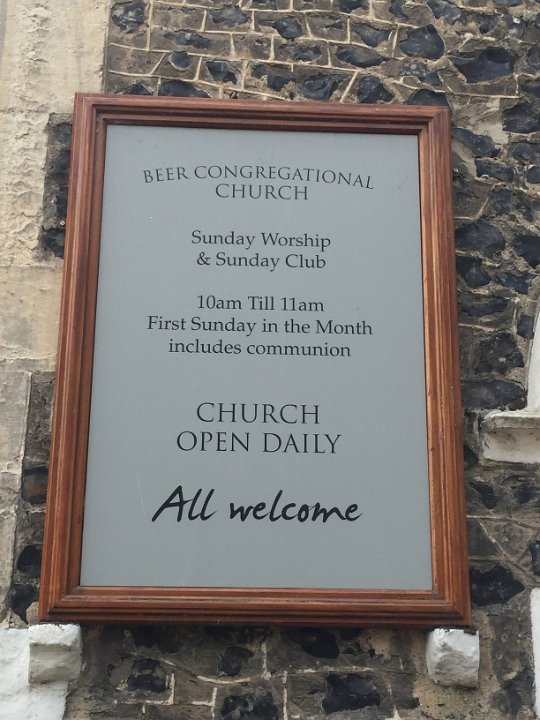 BEER CONGREGATIONAL
CHURCH
Sunday Worship
& Sunday Club
10am Till 11am
First Sunday in the Month
includes communion
CHURCH
OPEN DAILY
All welcome